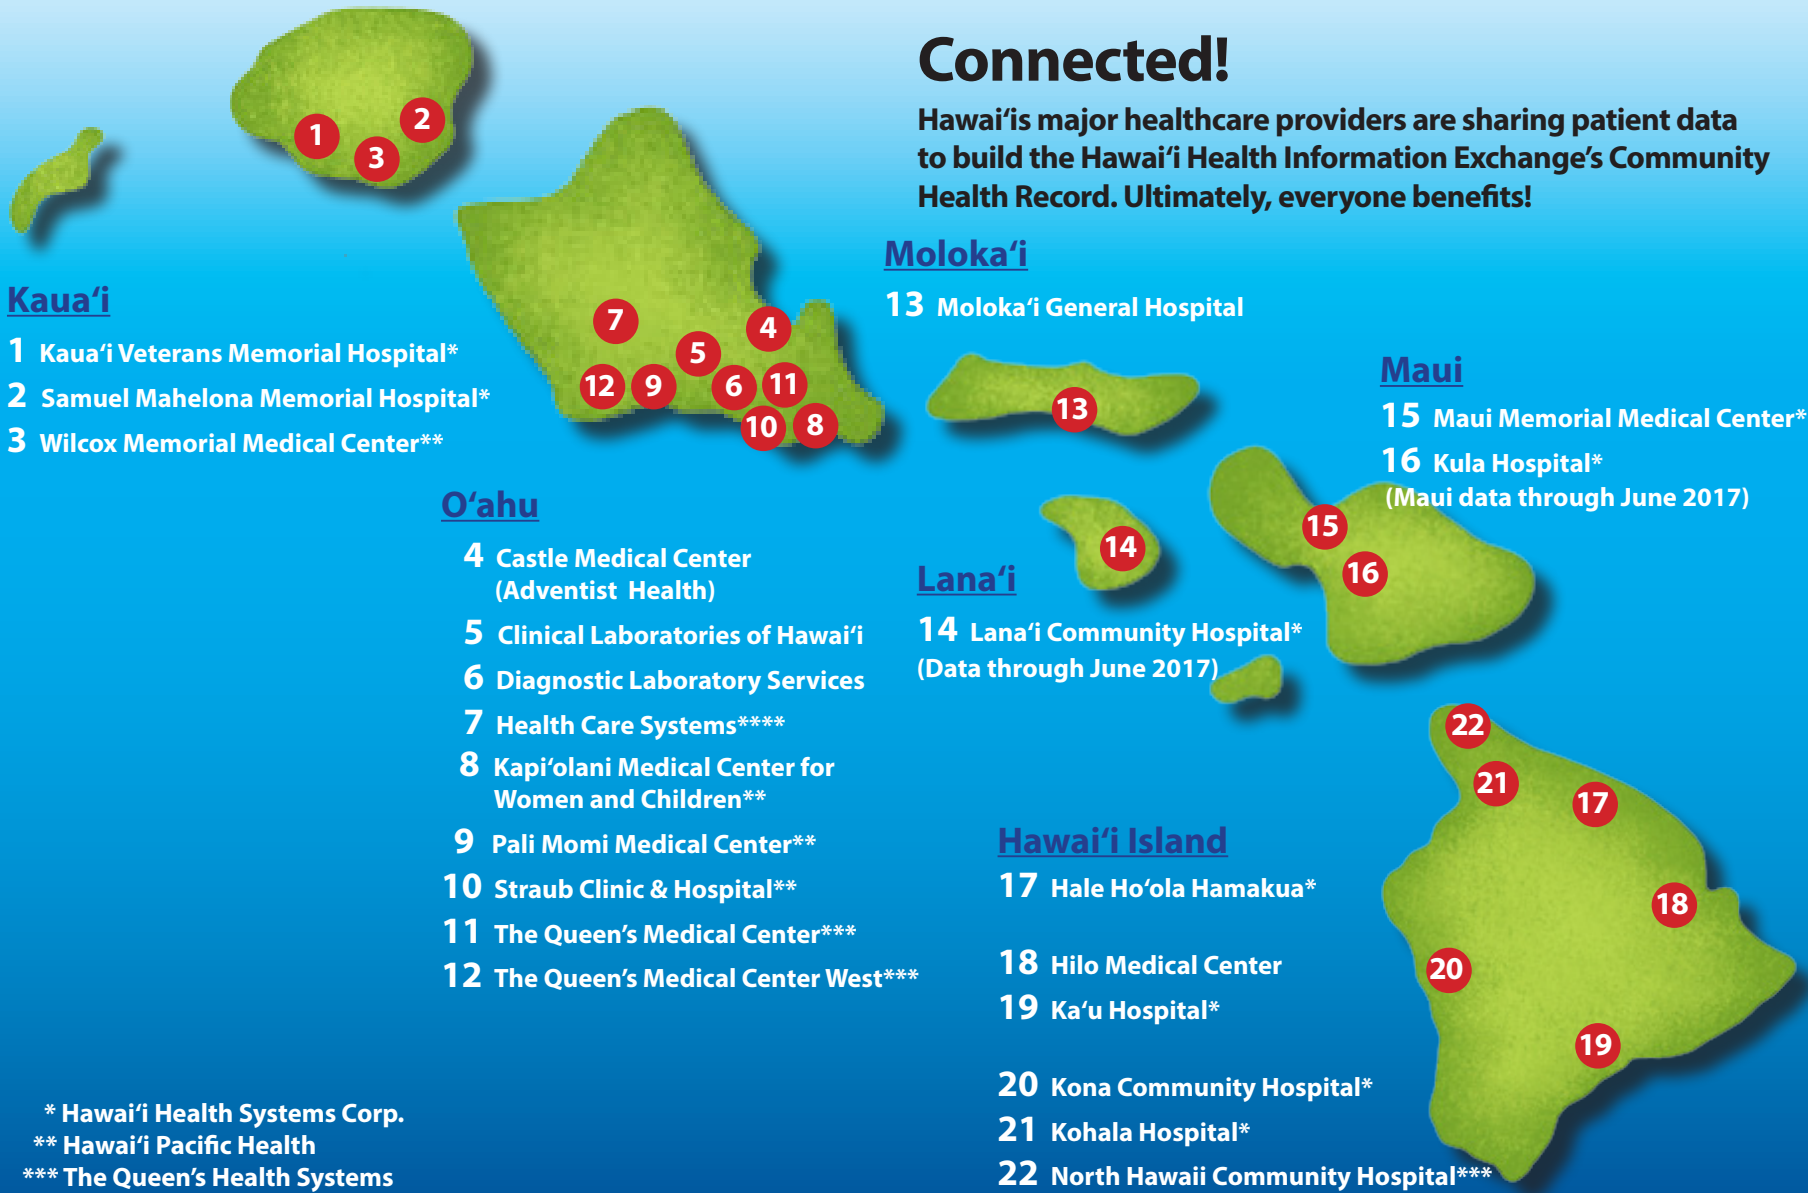 Connected!
Hawai‘is major healthcare providers are sharing patient data
to build the Hawai‘i Health Information Exchange’s Community
Health Record. Ultimately, everyone benefits!
Kaua‘i
1 Kaua‘i Veterans Memorial Hospital*
2 Samuel Mahelona Memorial Hospital*
3 Wilcox Memorial Medical Center**
O‘ahu
4 Castle Medical Center
(Adventist Health)
5 Clinical Laboratories of Hawai‘i
6 Diagnostic Laboratory Services
7 Health Care Systems****
8 Kapi‘olani Medical Center for
Women and Children**
9 Pali Momi Medical Center**
10 Straub Clinic & Hospital**
11 The Queen’s Medical Center***
12 The Queen’s Medical Center West***
Moloka‘i
13 Moloka‘i General Hospital
Lana‘i
14 Lana‘i Community Hospital*
(Data through June 2017)
Maui
15 Maui Memorial Medical Center*
16 Kula Hospital*
(Maui data through June 2017)
Hawai‘i Island
17 Hale Ho‘ola Hamakua*
18 Hilo Medical Center
19 Ka‘u Hospital*
20 Kona Community Hospital*
21 Kohala Hospital*
22 North Hawaii Community Hospital***
* Hawai‘i Health Systems Corp.
** Hawai‘i Pacific Health
*** The Queen’s Health Systems
1
2
3
4
5
6
7
8
9
10
11
12
13
14
15
16
17
18
19
20
21
22